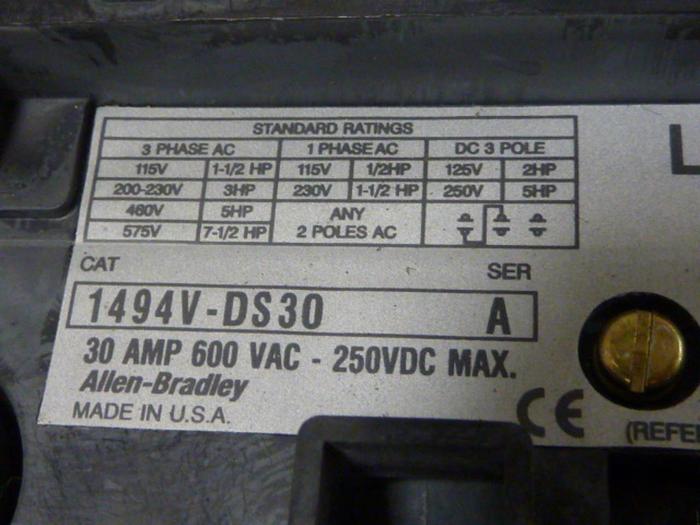 STANDARD RATINGS
3 PHASE AC 1 PHASE AC DC 3 POLE
115V 1-1/2 HP 115V 1/2HP 125V 2HP
200-230V 3HP 230V 1-1/2 HP 250V 5HP
460V 5HP ANY
575V 7-1/2 HP 2 POLES AC
L
CAT SER
1494V-DS30 A
30 AMP 600 VAC - 250VDC MAX.
Allen-Bradley
MADE IN U.S.A. CE
(REFE